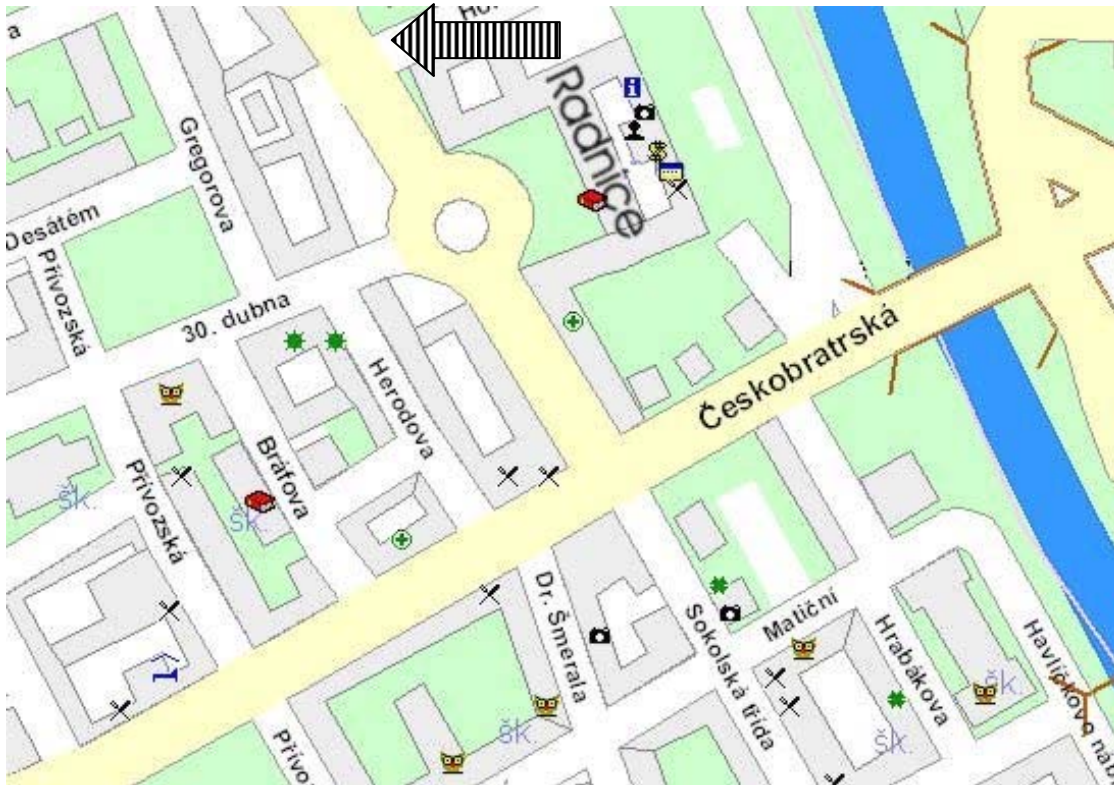 Radnice
Gregorova
Desátém
Přívozská
30. dubna
Herodova
Českobratrská
Bráfova
Přívozská
šk.
šk.
Dr. Šmerala
Sokolská třída
Matiční
Hrabákova
Havlíčkovo náb
šk.
šk.
šk.
Přívo